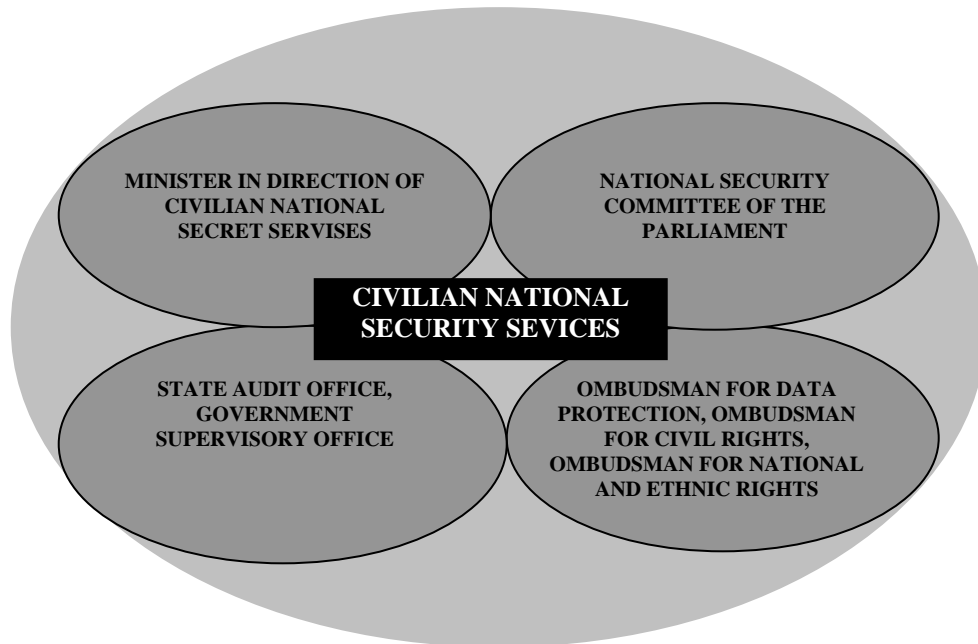 MINISTER IN DIRECTION OF
CIVILIAN NATIONAL
SECRET SERVISES
NATIONAL SECURITY
COMMITTEE OF THE
PARLIAMENT
CIVILIAN NATIONAL
SECURITY SEVICES
STATE AUDIT OFFICE,
GOVERNMENT
SUPERVISORY OFFICE
OMBUDSMAN FOR DATA
PROTECTION, OMBUDSMAN
FOR CIVIL RIGHTS,
OMBUDSMAN FOR NATIONAL
AND ETHNIC RIGHTS